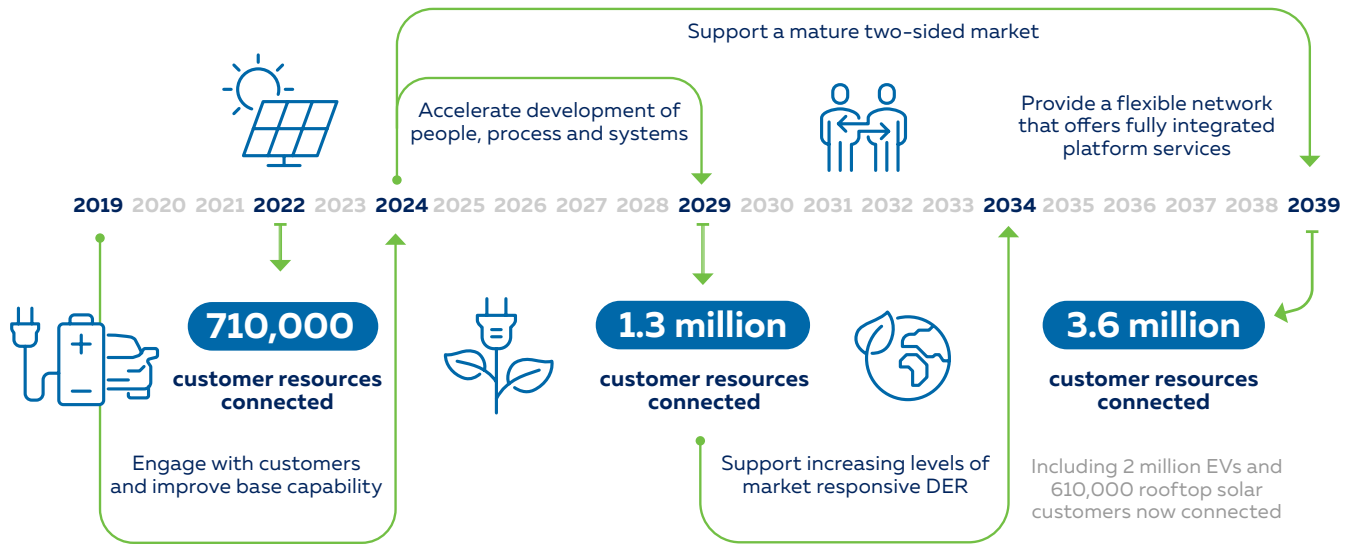 Support a mature two-sided market
Accelerate development of
people, process and systems
Provide a flexible network
that offers fully integrated
platform services
2019 2020 2021 2022 2023 2024 2025 2026 2027 2028 2029 2030 2031 2032 2033 2034 2035 2036 2037 2038 2039
710,000
customer resources
connected
1.3 million
customer resources
connected
3.6 million
customer resources
connected
Engage with customers
and improve base capability
Support increasing levels of
market responsive DER
Including 2 million EVs and
610,000 rooftop solar
customers now connected